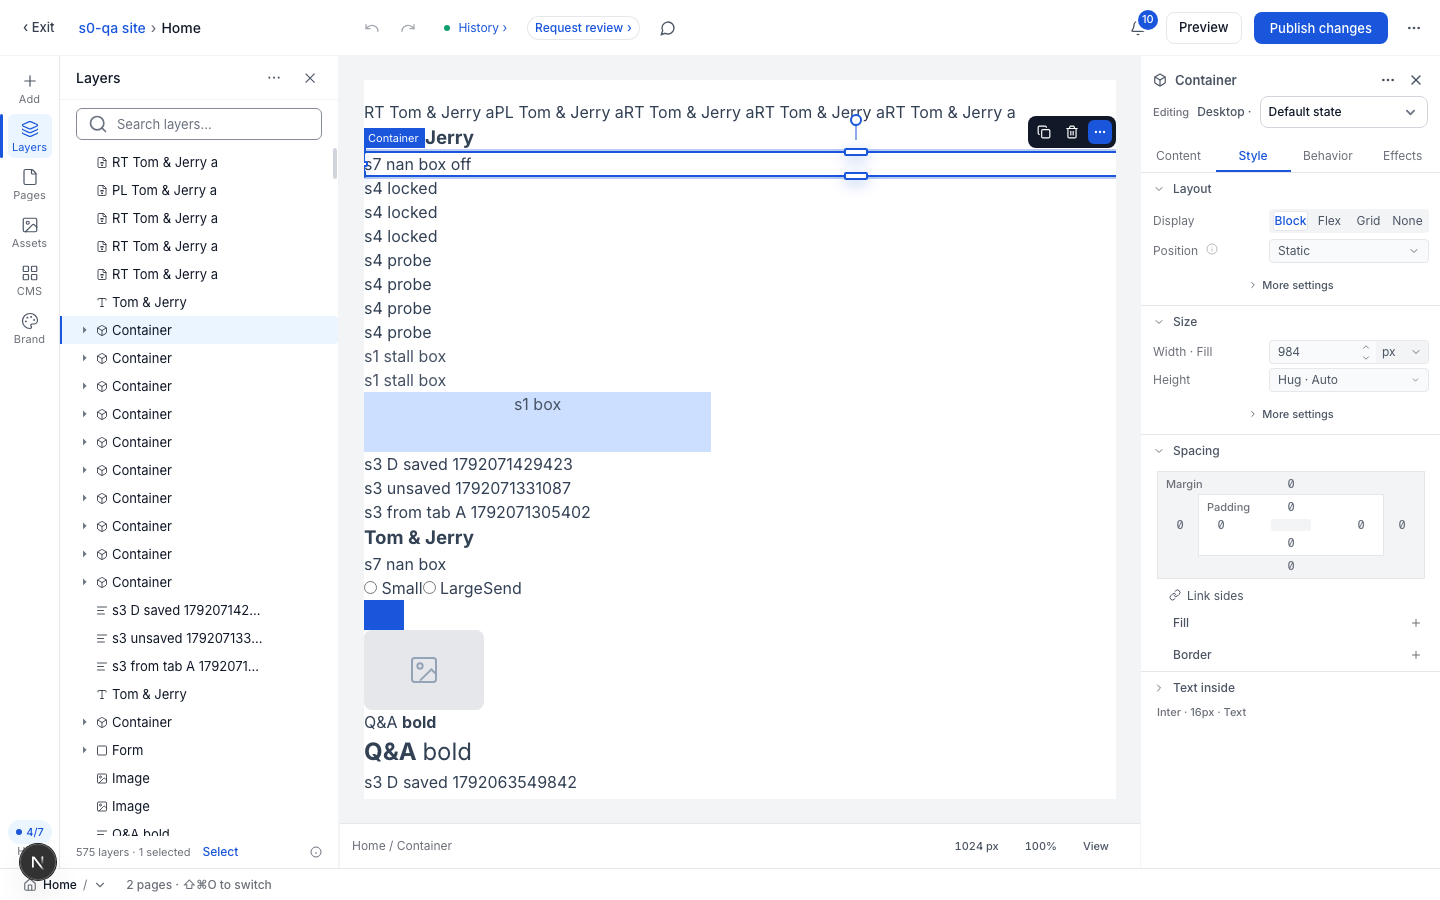 ‹ Exit
s0-qa site › Home
History ›
Request review ›
10
Preview
Publish changes
Add
Layers
Pages
Assets
CMS
Brand
4/7
N
Layers
Search layers...
RT Tom & Jerry a
PL Tom & Jerry a
RT Tom & Jerry a
RT Tom & Jerry a
RT Tom & Jerry a
Tom & Jerry
Container
Container
Container
Container
Container
Container
Container
Container
Container
Container
s3 D saved 179207142...
s3 unsaved 179207133...
s3 from tab A 1792071...
Tom & Jerry
Container
Form
Image
Image
Q&A bold
575 layers · 1 selected
Select
RT Tom & Jerry aPL Tom & Jerry aRT Tom & Jerry aRT Tom & Jerry aRT Tom & Jerry a
Container
Jerry
s7 nan box off
s4 locked
s4 locked
s4 locked
s4 probe
s4 probe
s4 probe
s4 probe
s1 stall box
s1 stall box
s1 box
s3 D saved 1792071429423
s3 unsaved 1792071331087
s3 from tab A 1792071305402
Tom & Jerry
s7 nan box
Small LargeSend
Q&A bold
Q&A bold
s3 D saved 1792063549842
Home / Container
1024 px
100%
View
Container
Editing Desktop · Default state
Content
Style
Behavior
Effects
Layout
Display
Block
Flex
Grid
None
Position
Static
More settings
Size
Width · Fill
984
px
Height
Hug · Auto
More settings
Spacing
Margin
0
Padding
0
0
0
0
0
0
0
Link sides
Fill
Border
Text inside
Inter · 16px · Text
Home /
2 pages · ⇧⌘O to switch